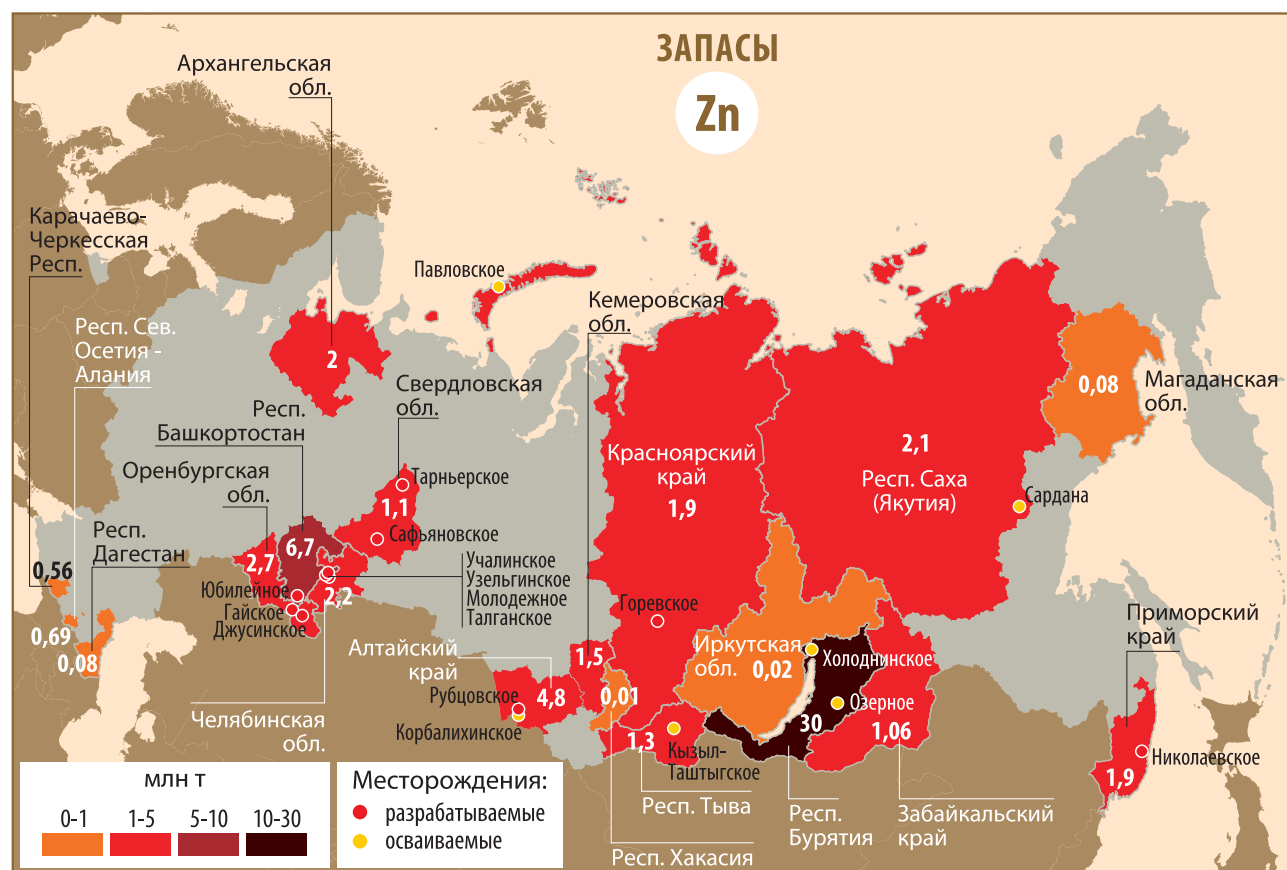 ЗАПАСЫ
Zn
Архангельская
обл.
Карачаево-
Черкесская
Респ.
Павловское
Кемеровская
обл.
Респ. Сев.
Осетия -
Алания
2
Свердловская
обл.
0,08
Магаданская
обл.
Респ.
Башкортостан
Оренбургская
обл.
Тарньерское
1,1
Сафьяновское
Красноярский
край
1,9
2,1
Респ. Саха
(Якутия)
Сардана
Респ.
Дагестан
0,56
2,7
6,7
2,2
Учалинское
Узельгинское
Молодежное
Талганское
Юбилейное
Гайское
Джусинское
0,69
0,08
Горевское
Приморский
край
Алтайский
край
1,5
Иркутская
обл.
0,02
Холоднинское
Рубцовское
4,8
0,01
Озерное
30
1,06
Корбалихинское
Челябинская
обл.
1,3
Кызыл-
Таштыгское
Николаевское
1,9
Респ. Тыва
Респ.
Бурятия
Забайкальский
край
Респ. Хакасия
млн т
0-1
1-5
5-10
10-30
Месторождения:
разрабатываемые
осваиваемые